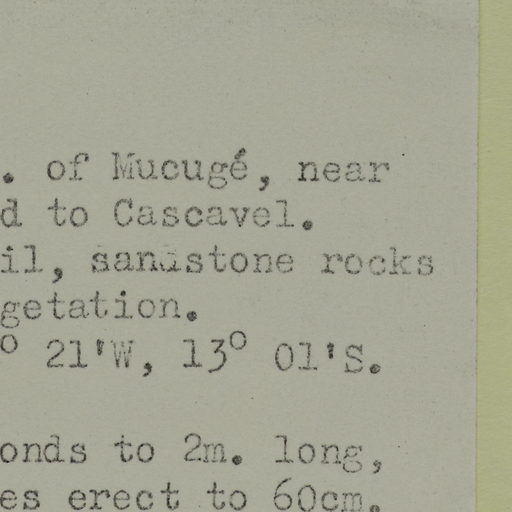 . of Mucugé, near
d to Cascavel.
il, sandstone rocks
getation.
° 21'W, 13° 01'S.
onds to 2m. long,
es erect to 60cm.